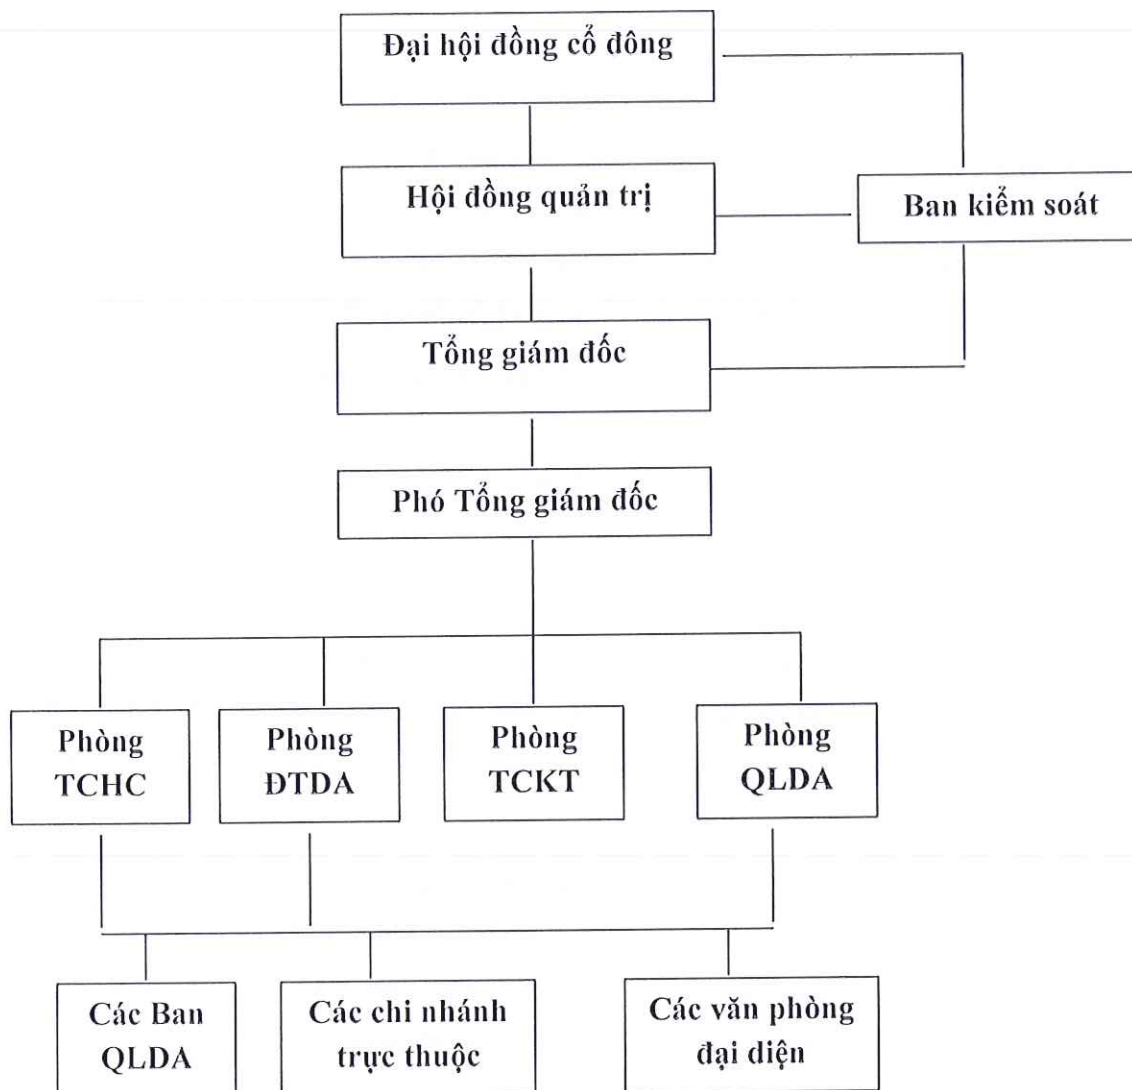 Đại hội đồng cổ đông
Hội đồng quản trị
Ban kiểm soát
Tổng giám đốc
Phó Tổng giám đốc
Phòng
TCHC
Phòng
ĐTDA
Phòng
TCKT
Phòng
QLDA
Các Ban
QLDA
Các chi nhánh
trực thuộc
Các văn phòng
đại diện